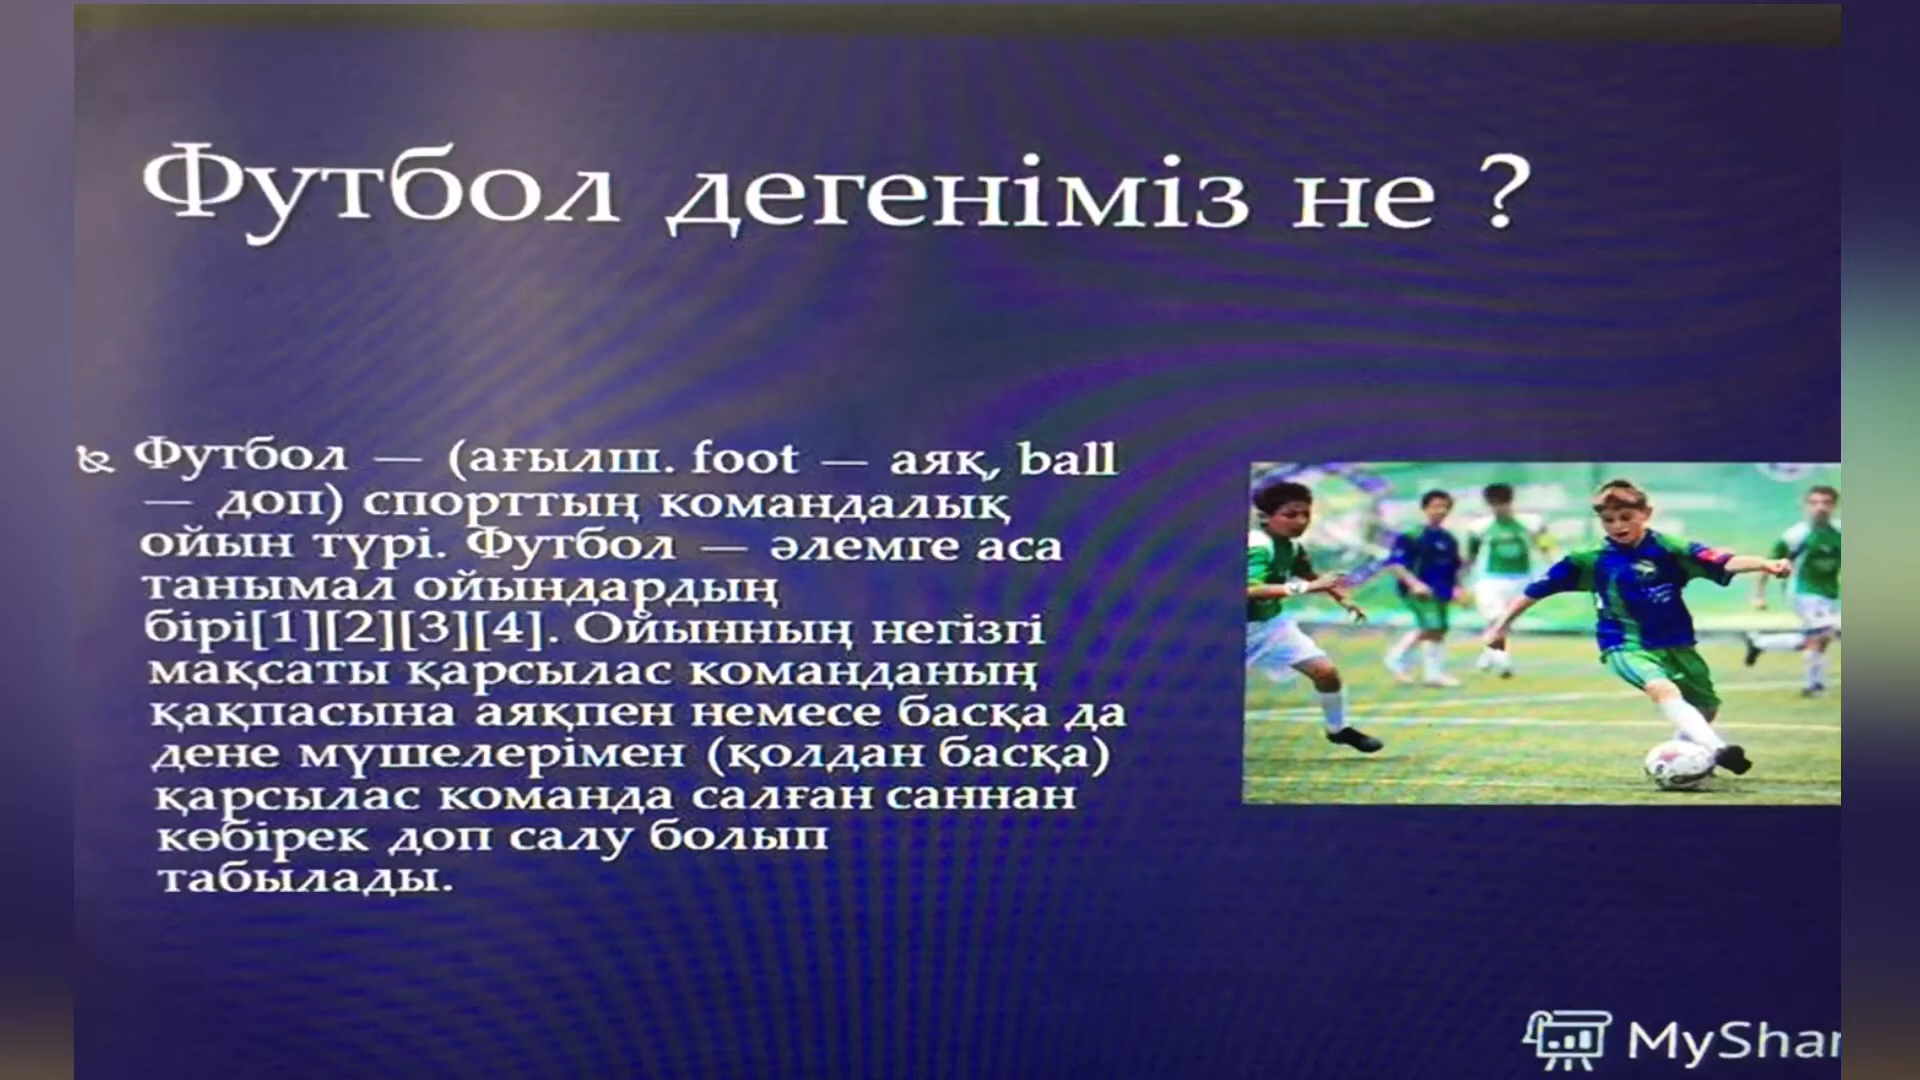 Футбол дегеніміз не ?
Футбол — (ағылш. foot — аяқ, ball
— доп) спорттың командалық
ойын түрі. Футбол — әлемге аса
танымал ойындардың
бірі[1][2][3][4]. Ойынның негізгі
мақсаты қарсылас команданың
қақпасына аяқпен немесе басқа да
дене мүшелерімен (қолдан басқа)
қарсылас команда салған саннан
көбірек доп салу болып
табылады.
MyShar